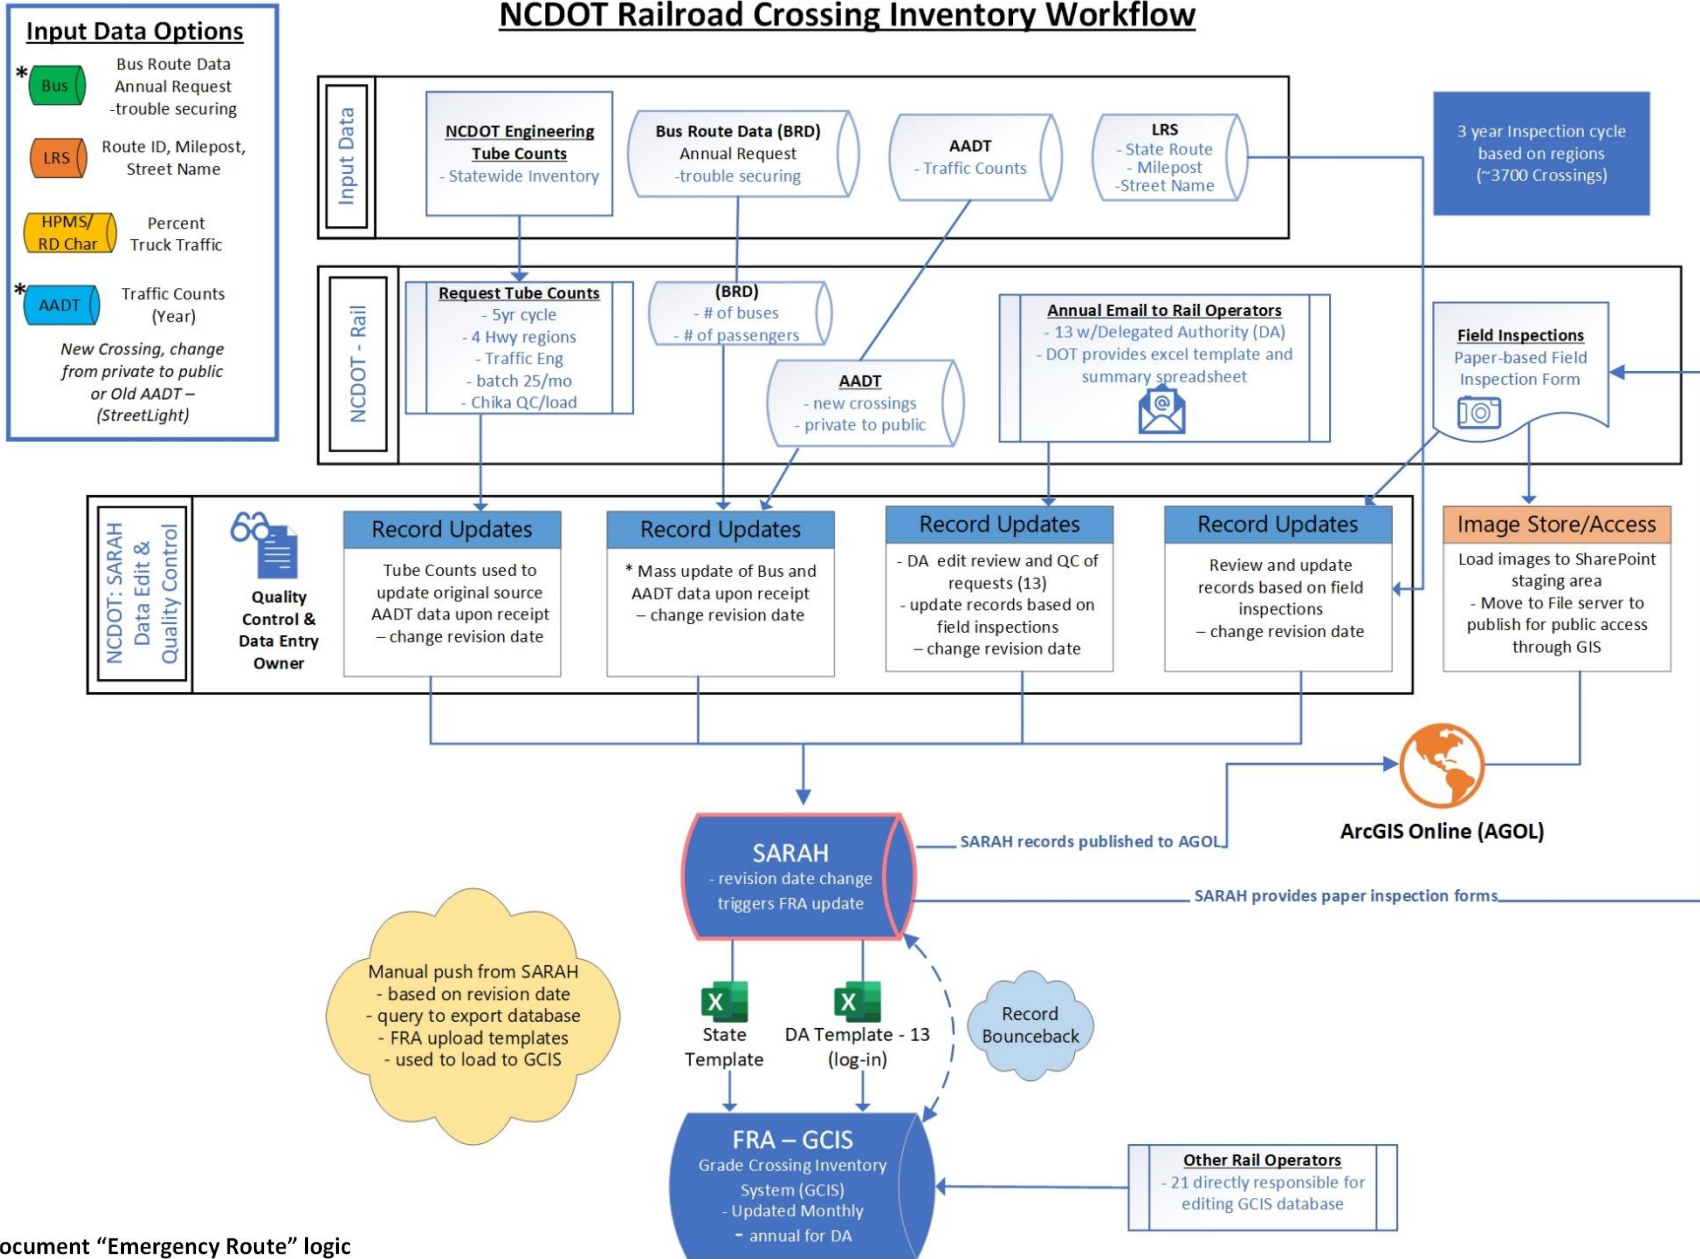 NCDOT Railroad Crossing Inventory Workflow
Input Data Options
*
Bus
Bus Route Data
Annual Request
-trouble securing
LRS
Route ID, Milepost,
Street Name
HPMS/
RD Char
Percent
Truck Traffic
*
AADT
Traffic Counts
(Year)
New Crossing, change
from private to public
or Old AADT –
(StreetLight)
Input Data
NCDOT Engineering
Tube Counts
- Statewide Inventory
Bus Route Data (BRD)
Annual Request
-trouble securing
AADT
- Traffic Counts
LRS
- State Route
- Milepost
-Street Name
3 year Inspection cycle
based on regions
(~3700 Crossings)
NCDOT - Rail
Request Tube Counts
- 5yr cycle
- 4 Hwy regions
- Traffic Eng
- batch 25/mo
- Chika QC/load
(BRD)
- # of buses
- # of passengers
AADT
- new crossings
- private to public
Annual Email to Rail Operators
- 13 w/Delegated Authority (DA)
- DOT provides excel template and
summary spreadsheet
Field Inspections
Paper-based Field
Inspection Form
NCDOT: SARAH
Data Edit &
Quality Control
Quality
Control &
Data Entry
Owner
Record Updates
Tube Counts used to
update original source
AADT data upon receipt
– change revision date
Record Updates
* Mass update of Bus and
AADT data upon receipt
– change revision date
Record Updates
- DA edit review and QC of
requests (13)
- update records based on
field inspections
– change revision date
Record Updates
Review and update
records based on field
inspections
– change revision date
Image Store/Access
Load images to SharePoint
staging area
- Move to File server to
publish for public access
through GIS
ArcGIS Online (AGOL)
SARAH
- revision date change
triggers FRA update
SARAH records published to AGOL
SARAH provides paper inspection forms
Manual push from SARAH
- based on revision date
- query to export database
- FRA upload templates
- used to load to GCIS
X
State
Template
X
DA Template - 13
(log-in)
Record
Bounceback
FRA – GCIS
Grade Crossing Inventory
System (GCIS)
- Updated Monthly
- annual for DA
Other Rail Operators
- 21 directly responsible for
editing GCIS database
ocument “Emergency Route” logic